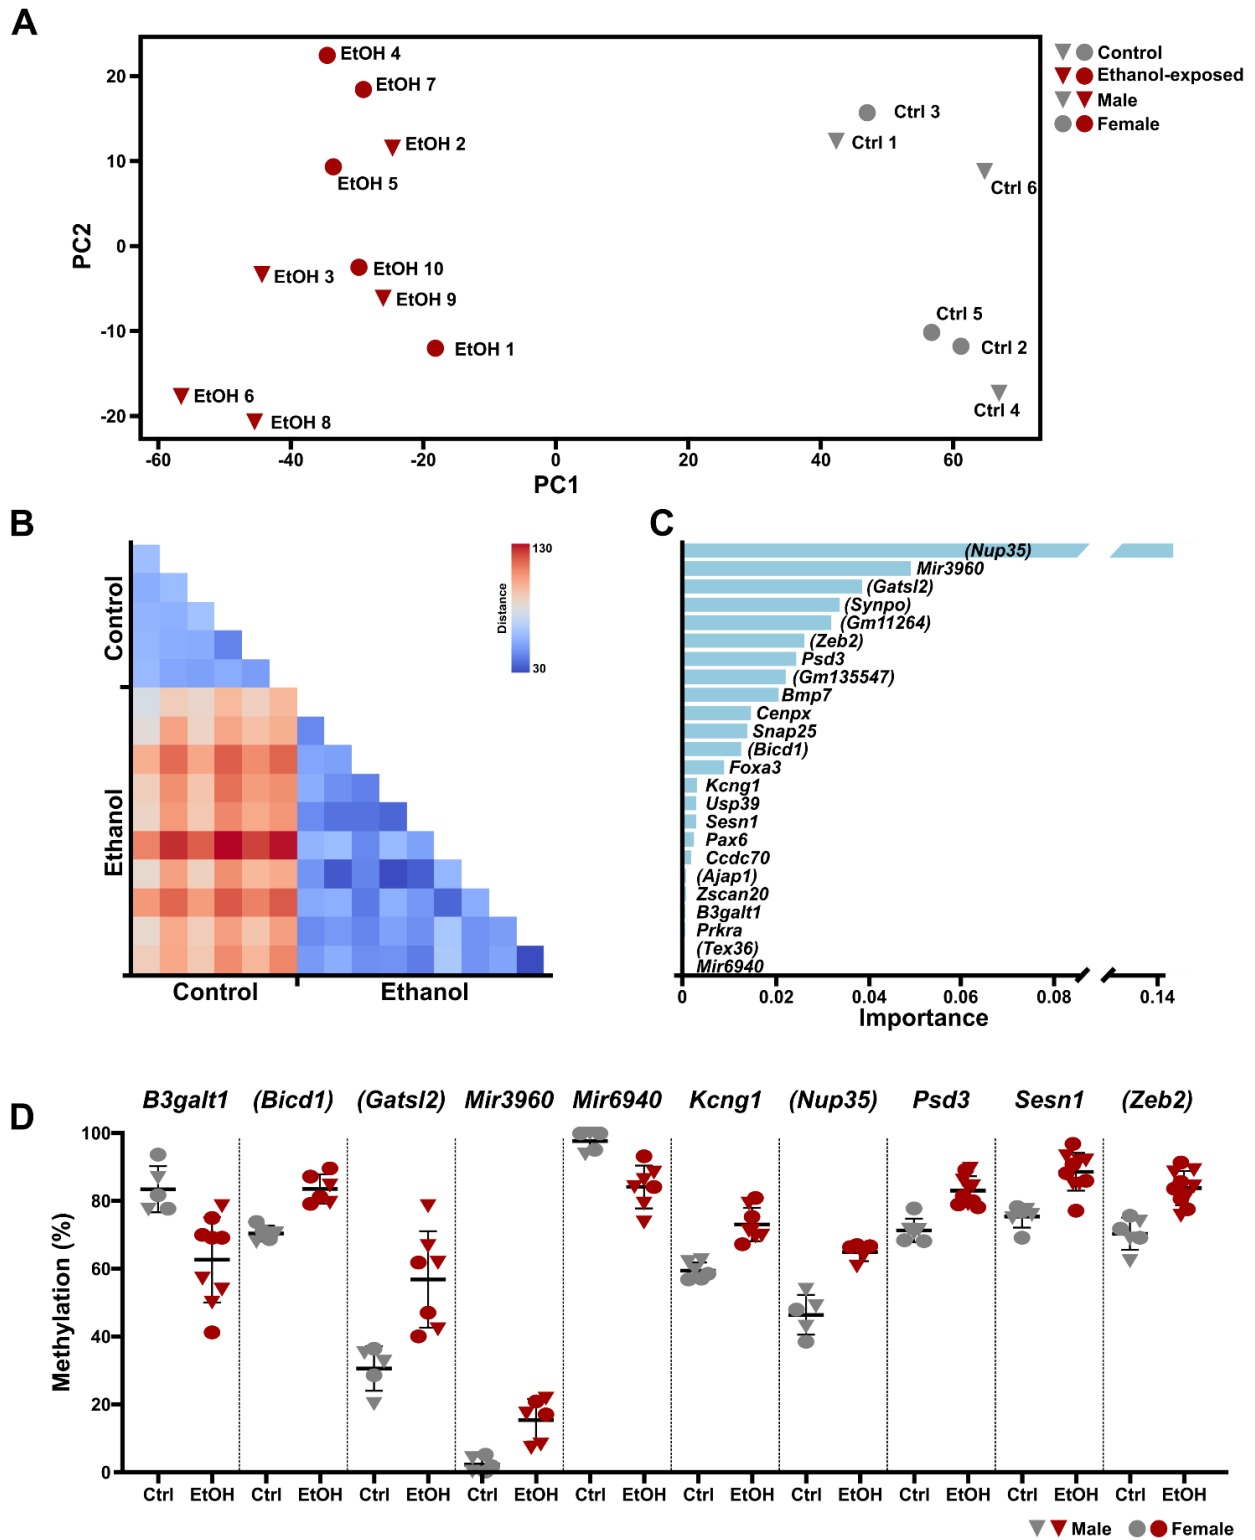 A
EtOH 4
EtOH 7
EtOH 2
EtOH 5
EtOH 3
EtOH 10
EtOH 9
EtOH 1
EtOH 6
EtOH 8
Ctrl 3
Ctrl 1
Ctrl 6
Ctrl 5
Ctrl 2
Ctrl 4
Control
Ethanol-exposed
Male
Female
20
10
0
-10
-20
PC2
-60 -40 -20 0 20 40 60
PC1
B
Control
Ethanol
130
Distance
30
Control Ethanol
C
(Nup35)
Mir3960
(Gatsl2)
(Synpo)
(Gm11264)
(Zeb2)
Psd3
(Gm135547)
Bmp7
Cenpx
Snap25
(Bicd1)
Foxa3
Kcng1
Usp39
Sesn1
Pax6
Ccdc70
(Ajap1)
Zscan20
B3galt1
Prkra
(Tex36)
Mir6940
0 0.02 0.04 0.06 0.08 0.14
Importance
D
B3galt1 (Bicd1) (Gatsl2) Mir3960 Mir6940 Kcng1 (Nup35) Psd3 Sesn1 (Zeb2)
100
80
60
40
20
0
Methylation (%)
Ctrl EtOH Ctrl EtOH Ctrl EtOH Ctrl EtOH Ctrl EtOH Ctrl EtOH Ctrl EtOH Ctrl EtOH Ctrl EtOH Ctrl EtOH
Male Female